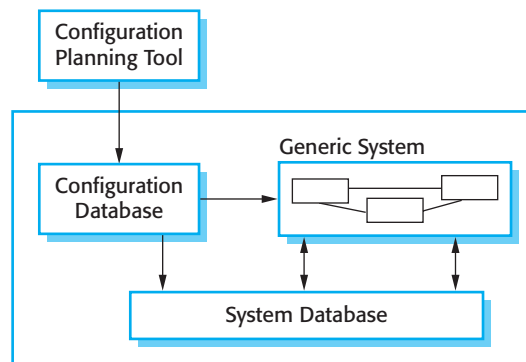 Configuration
Planning Tool
Generic System
Configuration
Database
System Database